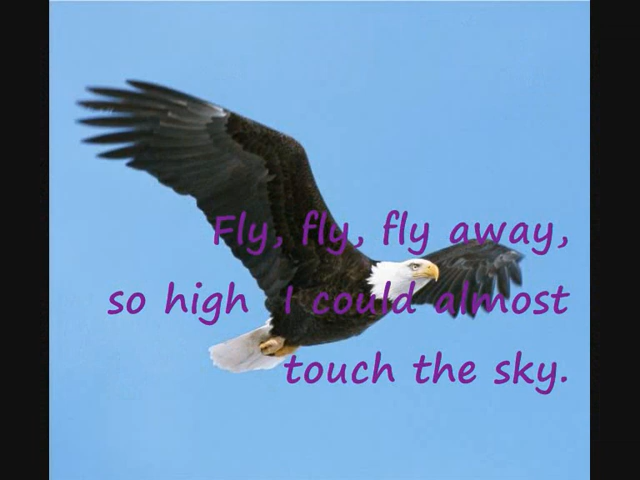 Fly, fly, fly away,
so high I could almost
touch the sky.